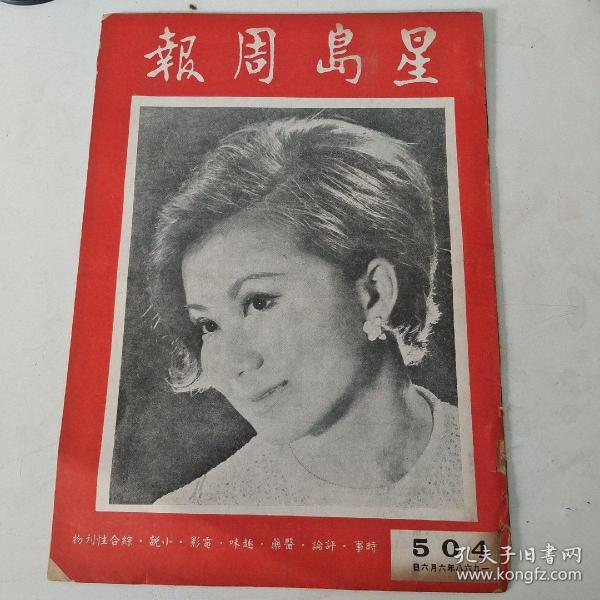 星島周報
時事・評論・醫藥・趣味・電影・小說・綜合性刊物
504
一九六八年六月六日
孔夫子旧书网
www.kongfz.com